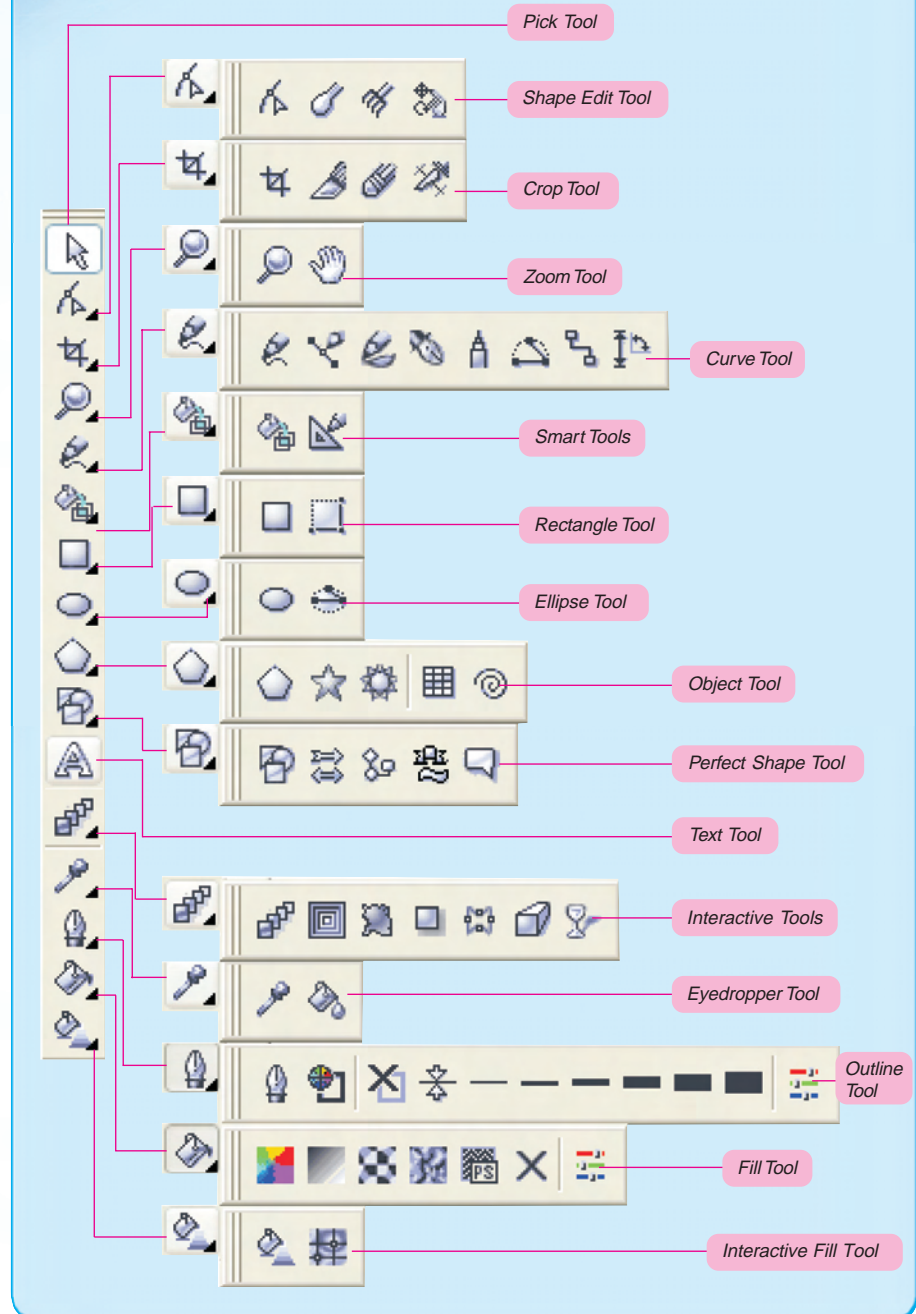 Pick Tool
Shape Edit Tool
Crop Tool
Zoom Tool
Curve Tool
Smart Tools
Rectangle Tool
Ellipse Tool
Object Tool
Perfect Shape Tool
Text Tool
Interactive Tools
Eyedropper Tool
Outline
Tool
PS
Fill Tool
Interactive Fill Tool